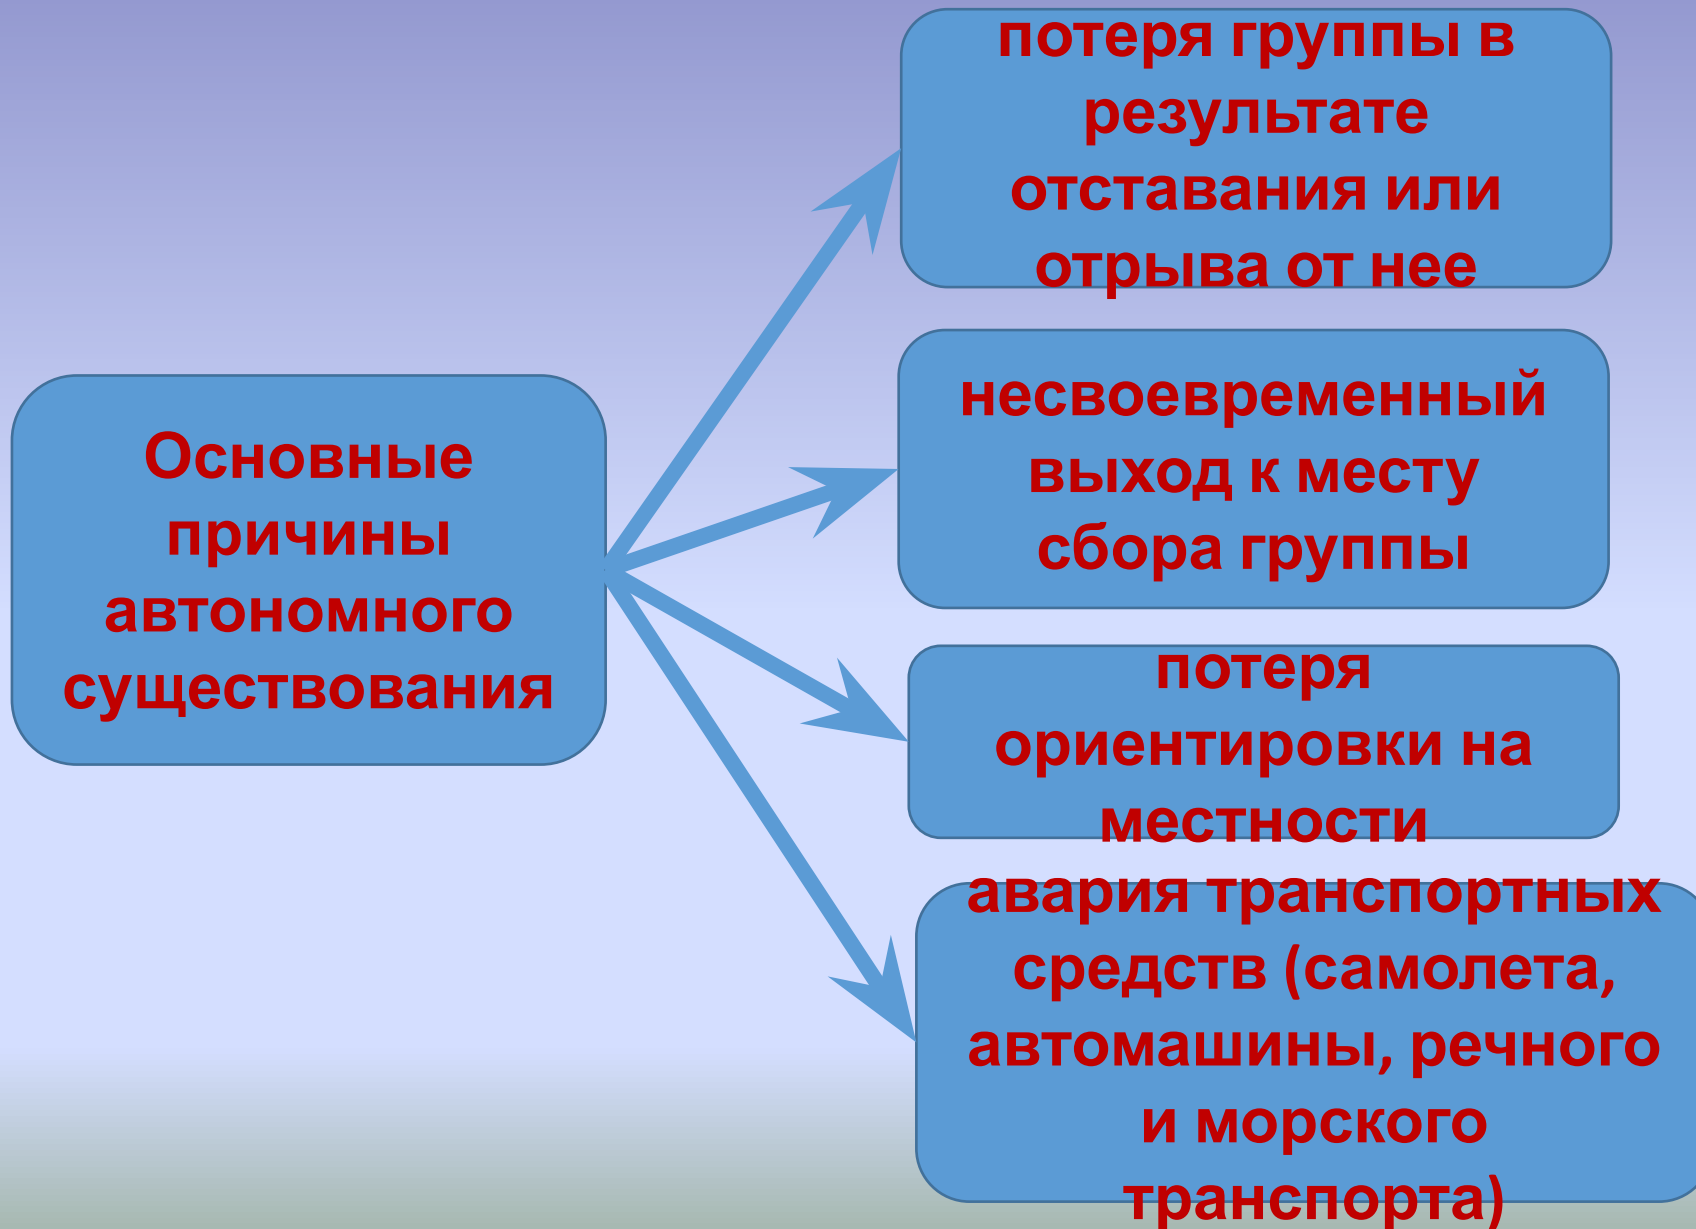 Основные
причины
автономного
существования
потеря группы в
результате
отставания или
отрыва от нее
несвоевременный
выход к месту
сбора группы
потеря
ориентировки на
местности
авария транспортных
средств (самолета,
автомашины, речного
и морского
транспорта)